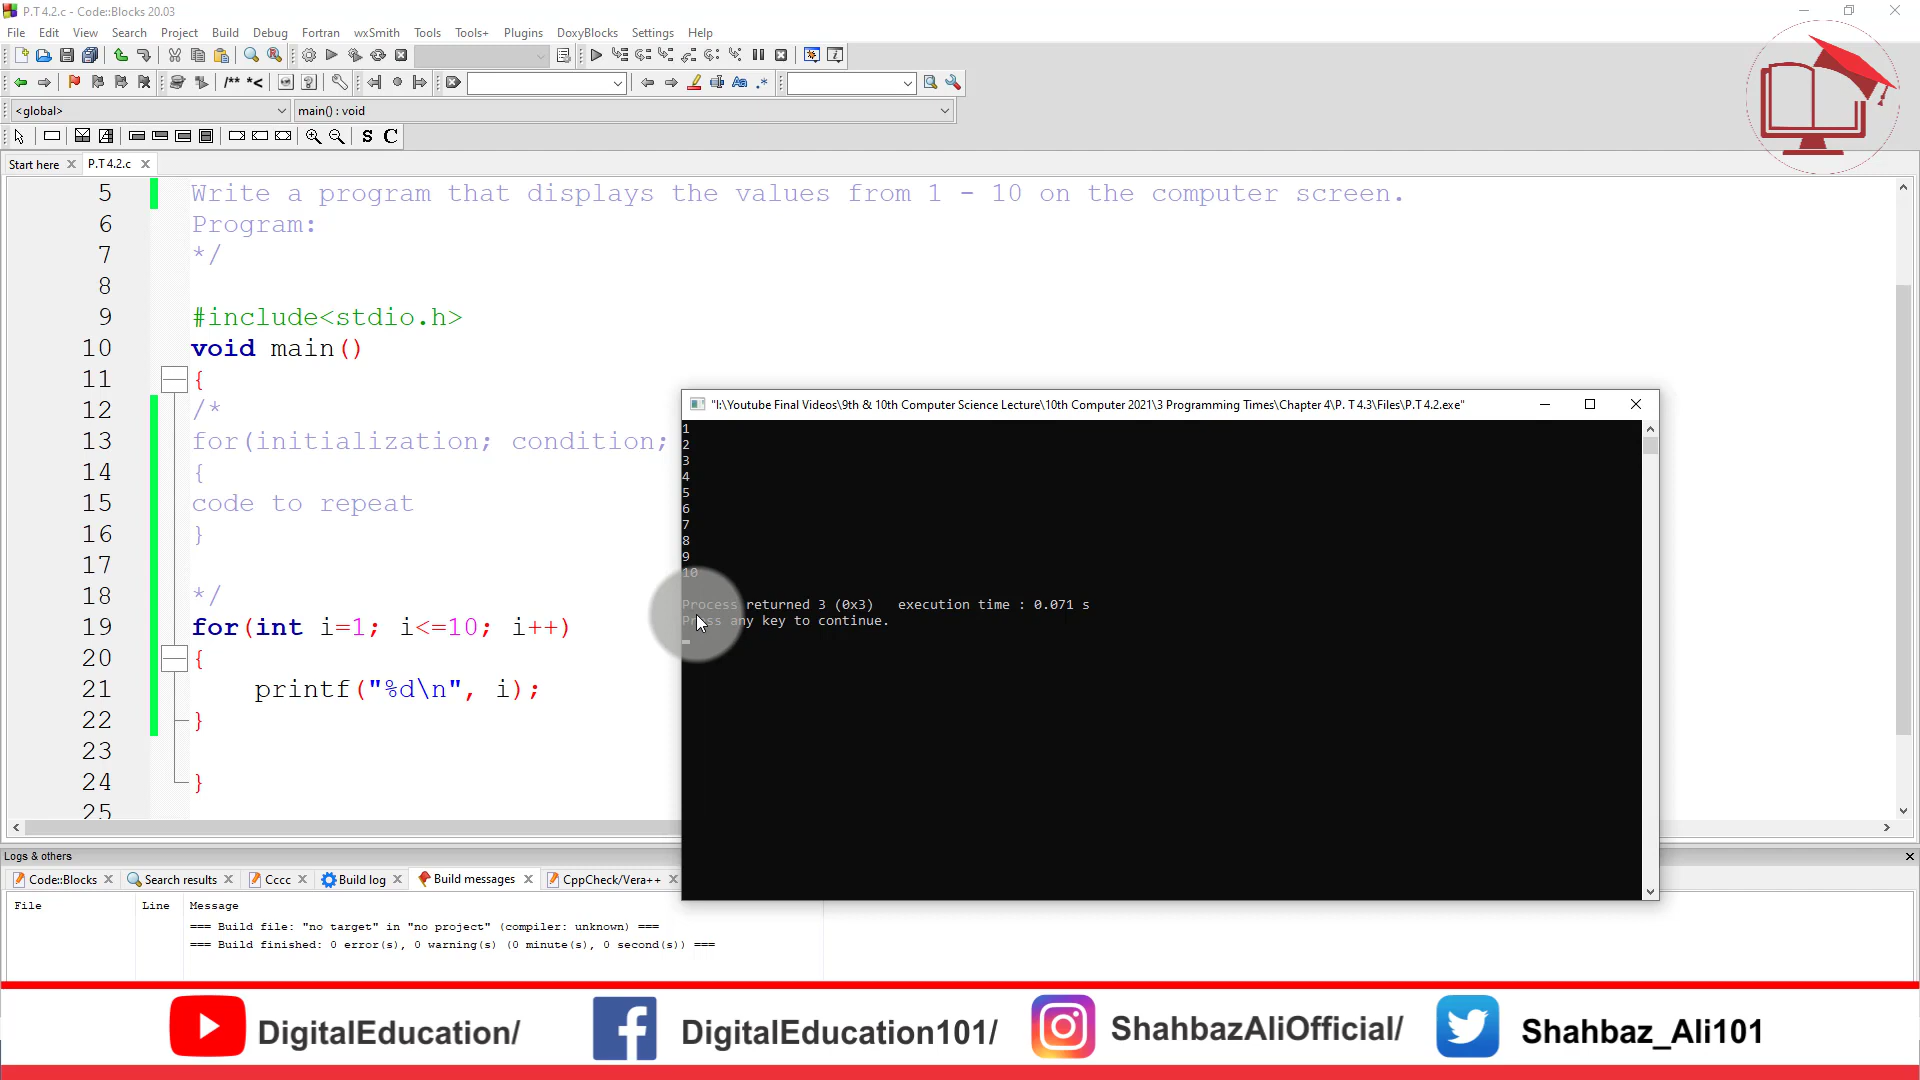 P.T 4.2.c - Code::Blocks 20.03
File Edit View Search Project Build Debug Fortran wxSmith Tools Tools+ Plugins DoxyBlocks Settings Help
/** *<
Aa .*
<global> main() : void
S C
Start here P.T 4.2.c
5 Write a program that displays the values from 1 - 10 on the computer screen.
6 Program:
7 */
8
9 #include<stdio.h>
10 void main()
11 {
12 /*
13 for(initialization; condition;
14 {
15 code to repeat
16 }
17
18 */
19 for(int i=1; i<=10; i++)
20 {
21 printf("%d\n", i);
22 }
23
24 }
25
"I:\Youtube Final Videos\9th & 10th Computer Science Lecture\10th Computer 2021\3 Programming Times\Chapter 4\P. T 4.3\Files\P.T 4.2.exe"
1
2
3
4
5
6
7
8
9
10
Process returned 3 (0x3) execution time : 0.071 s
Press any key to continue.
Logs & others
Code::Blocks Search results Cccc Build log Build messages CppCheck/Vera++
File Line Message
=== Build file: "no target" in "no project" (compiler: unknown) ===
=== Build finished: 0 error(s), 0 warning(s) (0 minute(s), 0 second(s)) ===
DigitalEducation/ DigitalEducation101/ ShahbazAliOfficial/ Shahbaz_Ali101